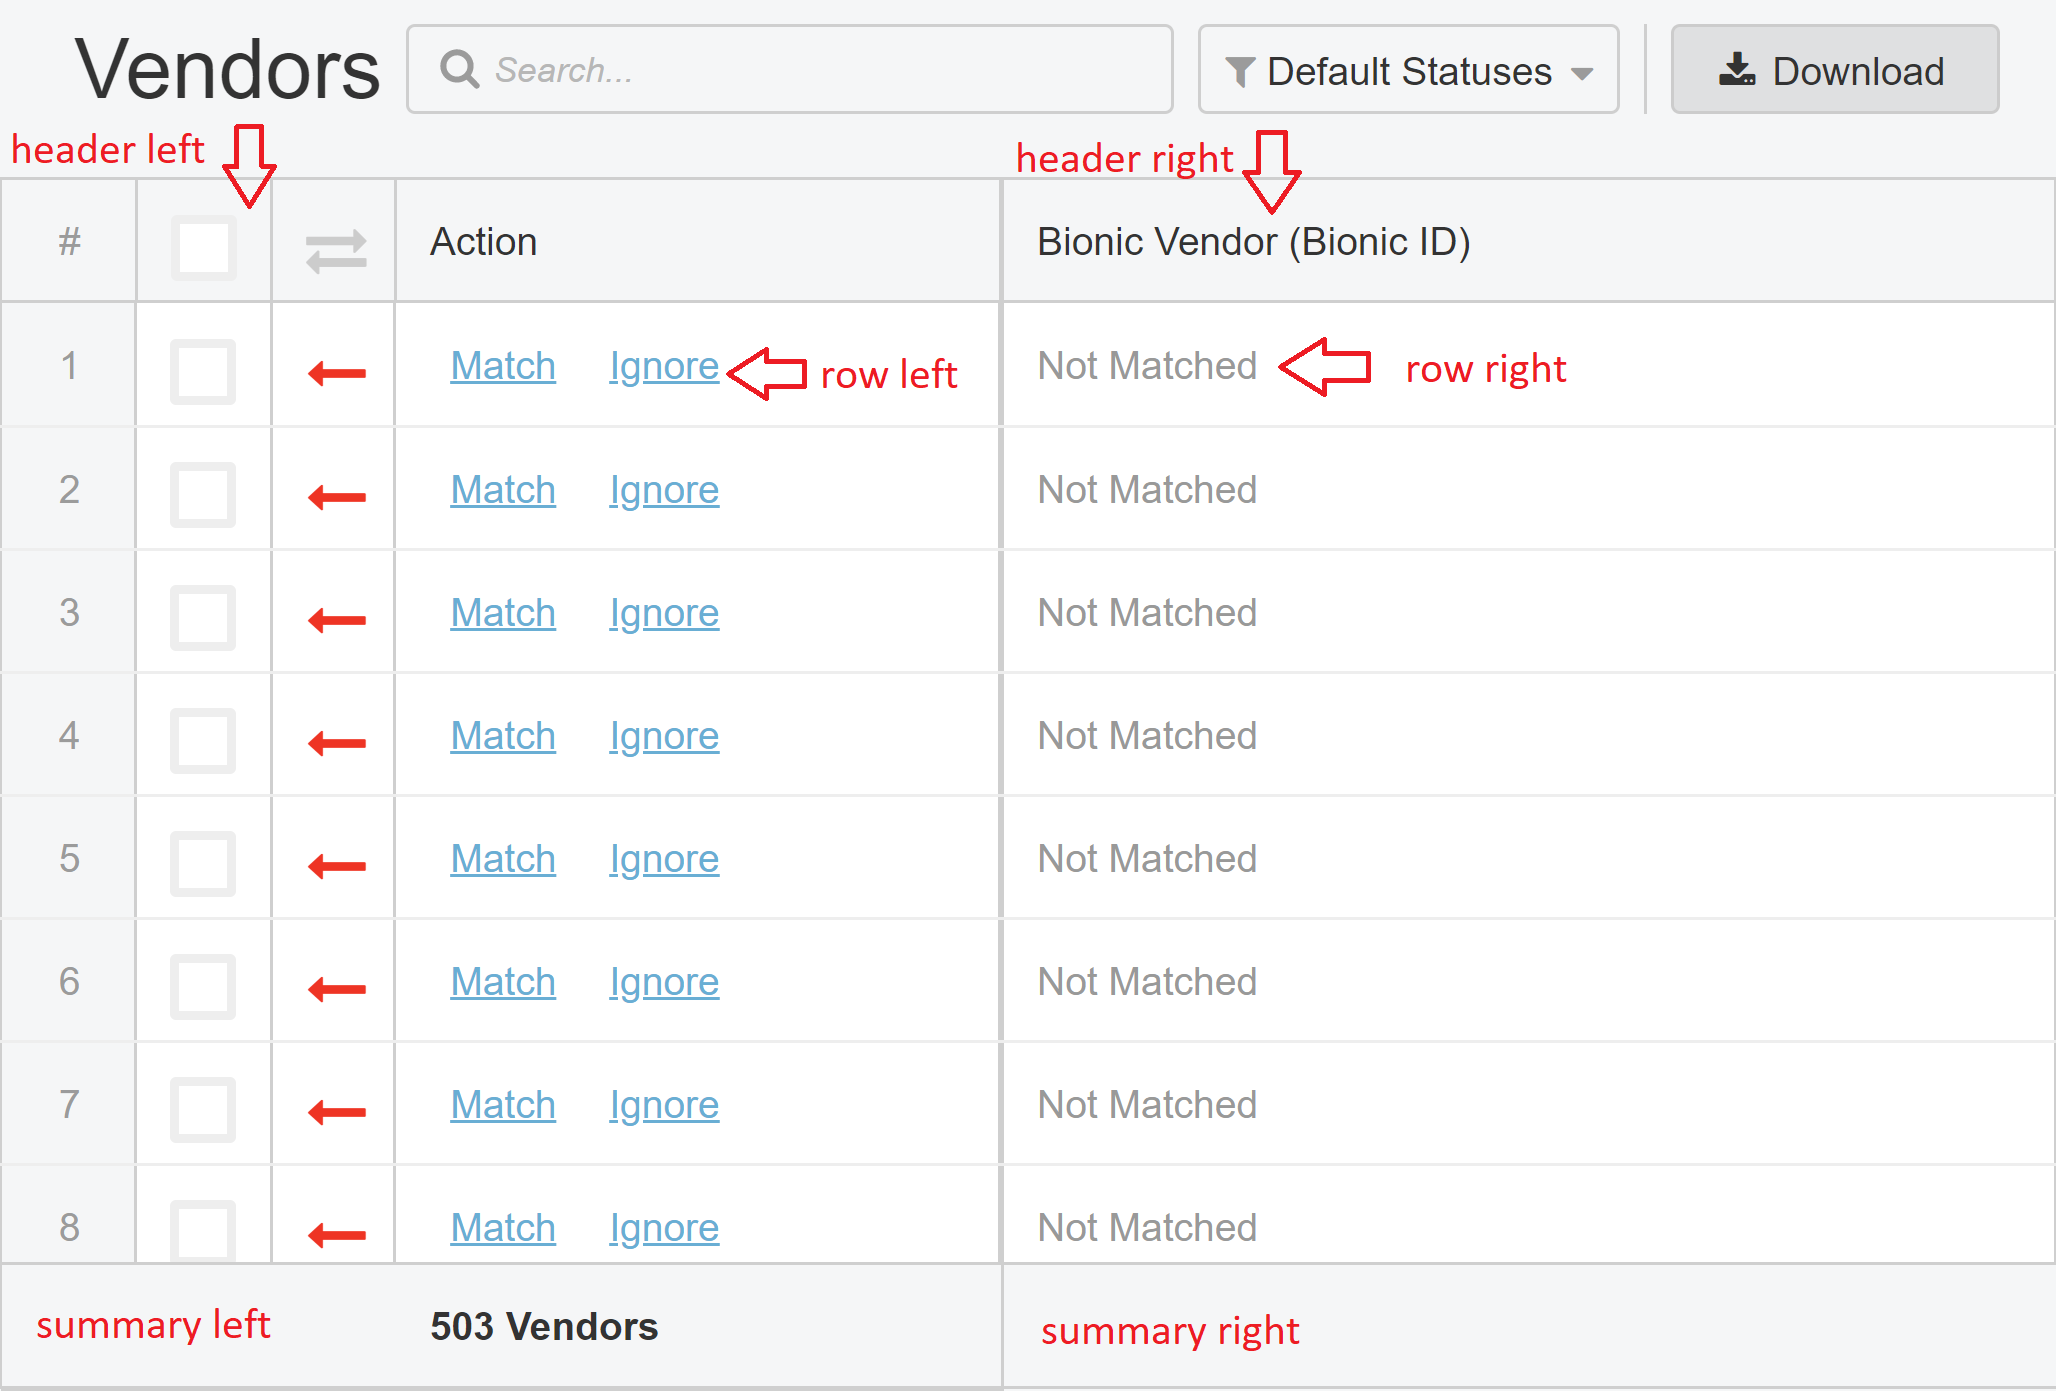 Vendors Search... Default Statuses Download
header left header right
# Action Bionic Vendor (Bionic ID)
1 Match Ignore row left Not Matched row right
2 Match Ignore Not Matched
3 Match Ignore Not Matched
4 Match Ignore Not Matched
5 Match Ignore Not Matched
6 Match Ignore Not Matched
7 Match Ignore Not Matched
8 Match Ignore Not Matched
summary left 503 Vendors summary right